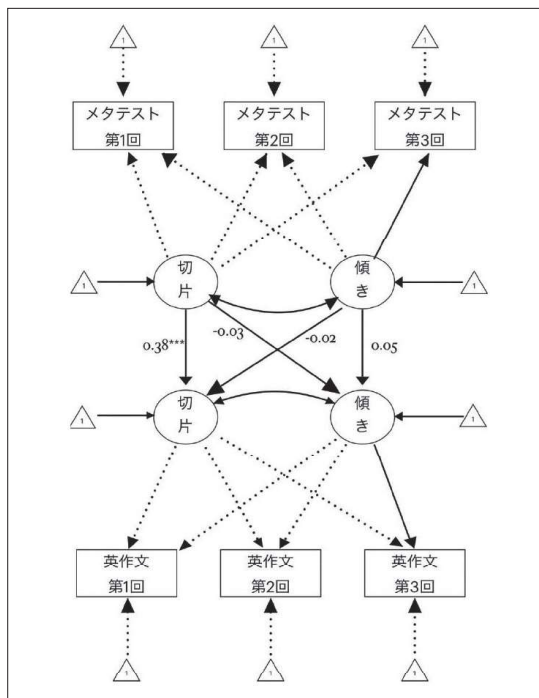 1
1
1
メタテスト
第1回
メタテスト
第2回
メタテスト
第3回
1
切
片
傾
き
1
0.38***
-0.03
-0.02
0.05
1
切
片
傾
き
1
英作文
第1回
英作文
第2回
英作文
第3回
1
1
1